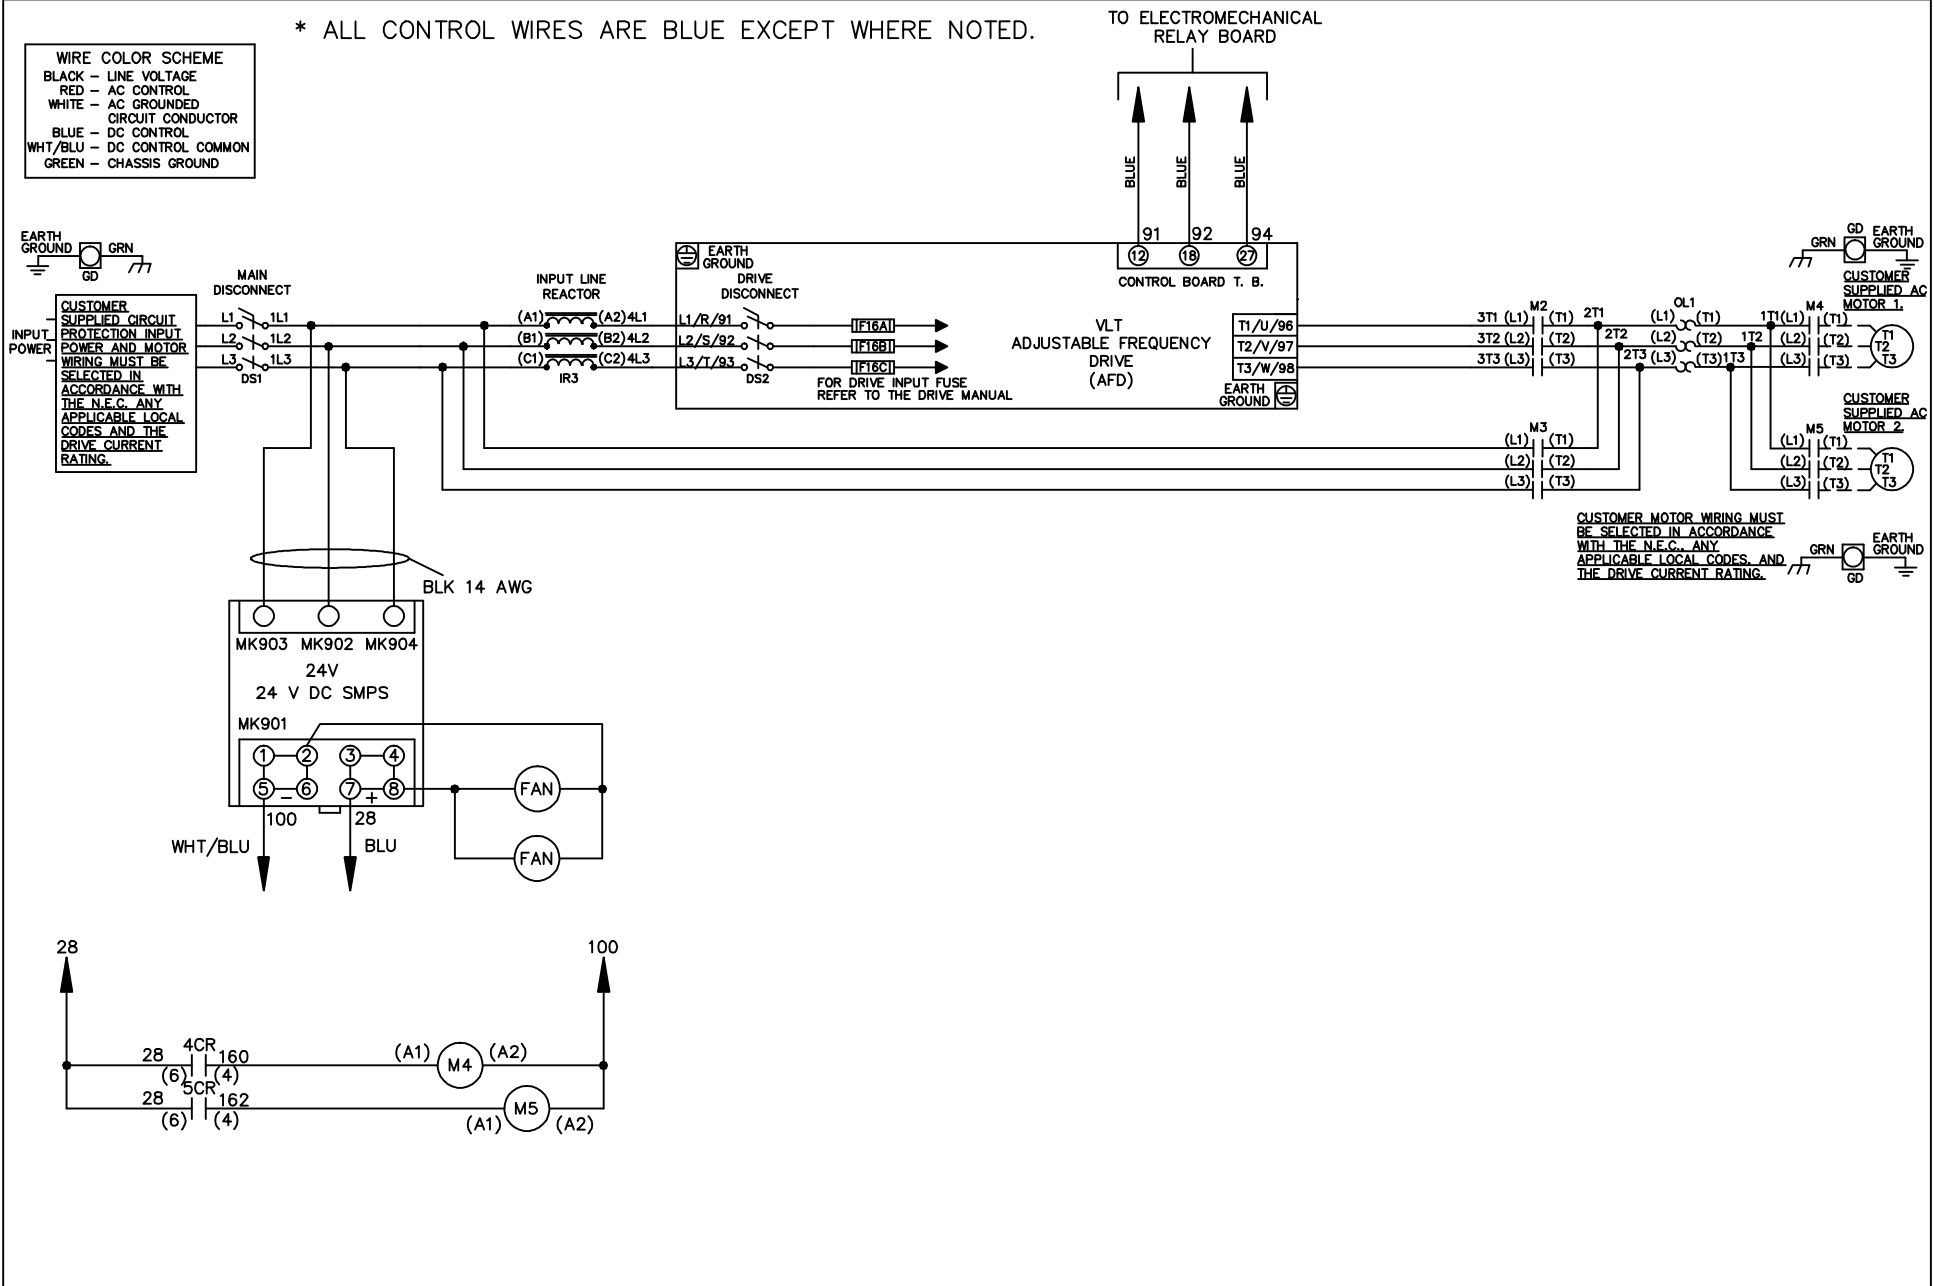 * ALL CONTROL WIRES ARE BLUE EXCEPT WHERE NOTED.
TO ELECTROMECHANICAL
RELAY BOARD
WIRE COLOR SCHEME
BLACK – LINE VOLTAGE
RED – AC CONTROL
WHITE – AC GROUNDED
CIRCUIT CONDUCTOR
BLUE – DC CONTROL
WHT/BLU – DC CONTROL COMMON
GREEN – CHASSIS GROUND
BLUE BLUE BLUE
91 92 94
12 18 27
CONTROL BOARD T. B.
EARTH
GROUND
GRN
GD
INPUT
POWER
CUSTOMER
SUPPLIED CIRCUIT
PROTECTION INPUT
POWER AND MOTOR
WIRING MUST BE
SELECTED IN
ACCORDANCE WITH
THE N.E.C. ANY
APPLICABLE LOCAL
CODES AND THE
DRIVE CURRENT
RATING.
MAIN
DISCONNECT
L1 1L1
L2 1L2
L3 1L3
DS1
INPUT LINE
REACTOR
(A1) (A2) 4L1
(B1) (B2) 4L2
(C1) (C2) 4L3
IR3
EARTH
GROUND
DRIVE
DISCONNECT
L1/R/91
L2/S/92
L3/T/93
DS2
F16A
F16B
F16C
FOR DRIVE INPUT FUSE
REFER TO THE DRIVE MANUAL
VLT
ADJUSTABLE FREQUENCY
DRIVE
(AFD)
T1/U/96
T2/V/97
T3/W/98
EARTH
GROUND
M2
3T1 (L1) (T1) 2T1
3T2 (L2) (T2) 2T2
3T3 (L3) (T3) 2T3
OL1
(L1) (T1) 1T1
(L2) (T2) 1T2
(L3) (T3) 1T3
M4
(L1) (T1)
(L2) (T2)
(L3) (T3)
T1
T2
T3
GD
GRN
EARTH
GROUND
CUSTOMER
SUPPLIED AC
MOTOR 1.
M3
(L1) (T1)
(L2) (T2)
(L3) (T3)
CUSTOMER
SUPPLIED AC
MOTOR 2.
M5
(L1) (T1)
(L2) (T2)
(L3) (T3)
T1
T2
T3
CUSTOMER MOTOR WIRING MUST
BE SELECTED IN ACCORDANCE
WITH THE N.E.C., ANY
APPLICABLE LOCAL CODES, AND
THE DRIVE CURRENT RATING.
GRN
GD
EARTH
GROUND
BLK 14 AWG
MK903 MK902 MK904
24V
24 V DC SMPS
MK901
1 2 3 4
5 – 6 7 + 8
100 28
WHT/BLU BLU
FAN
FAN
28 100
28 4CR 160 (A1) M4 (A2)
(6) (4)
28 5CR 162 M5
(6) (4) (A1) (A2)